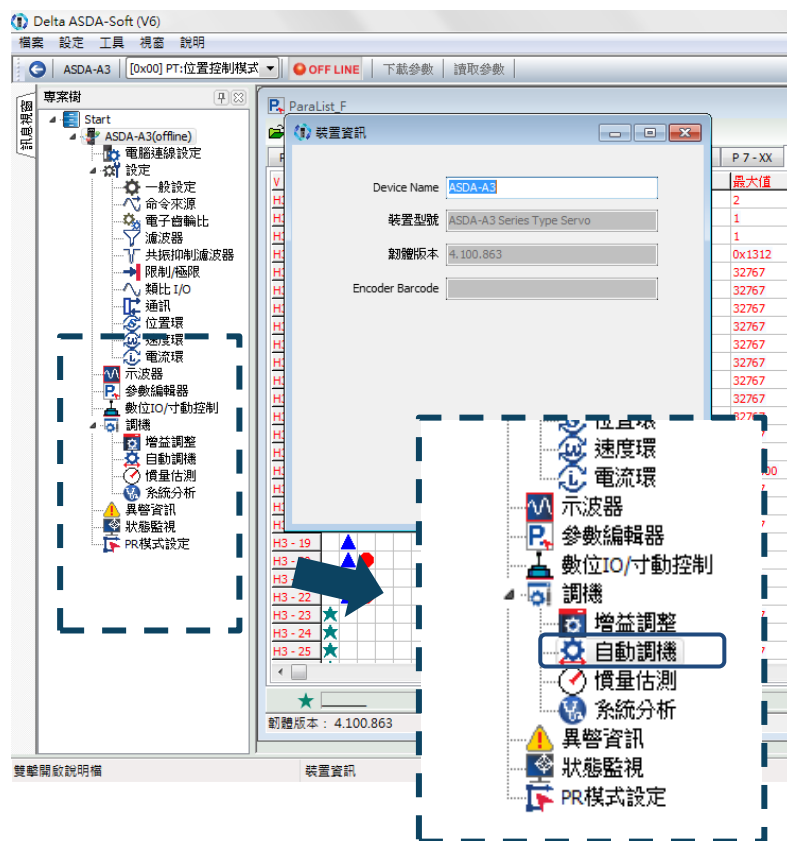 Delta ASDA-Soft (V6)
檔案 設定 工具 視窗 說明
ASDA-A3 [0x00] PT:位置控制模式 OFF LINE 下載參數 讀取參數
訊息視窗
專案樹
Start
ASDA-A3(offline)
電腦連線設定
設定
一般設定
命令來源
電子齒輪比
濾波器
共振抑制濾波器
限制/極限
類比 I/O
通訊
位置環
速度環
電流環
示波器
參數編輯器
數位IO/寸動控制
調機
增益調整
自動調機
慣量估測
系統分析
異警資訊
狀態監視
PR模式設定
ParaList_F
裝置資訊
Device Name ASDA-A3
裝置型號 ASDA-A3 Series Type Servo
韌體版本 4.100.863
Encoder Barcode
P 7 - XX
最大值
2
1
1
0x1312
32767
32767
32767
32767
32767
32767
32767
32767
H3 - 19
H3 - 22
H3 - 23
H3 - 24
H3 - 25
韌體版本： 4.100.863
雙擊開啟說明檔 裝置資訊
位置環
速度環
電流環
示波器
參數編輯器
數位IO/寸動控制
調機
增益調整
自動調機
慣量估測
系統分析
異警資訊
狀態監視
PR模式設定